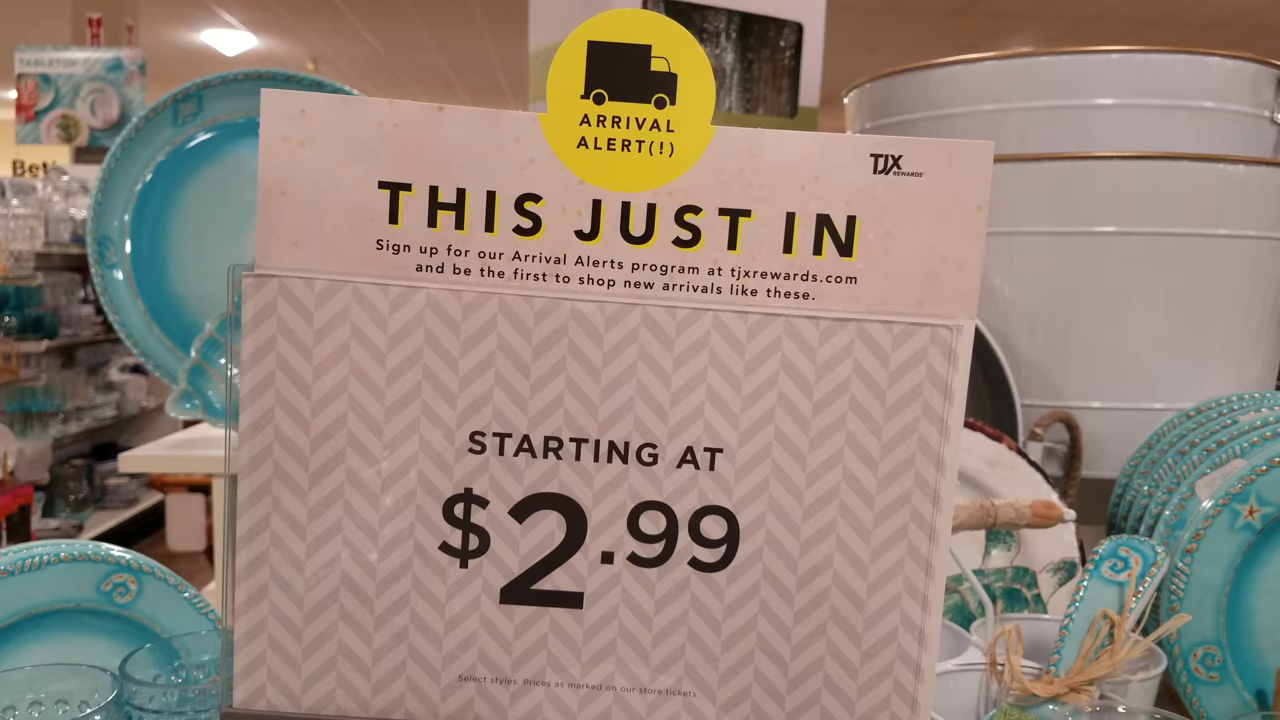 TABLETOP
Bett
ARRIVAL
ALERT(!)
TJX
REWARDS®
THIS JUST IN
Sign up for our Arrival Alerts program at tjxrewards.com
and be the first to shop new arrivals like these.
STARTING AT
$2.99
Select styles. Prices as marked on our store tickets.